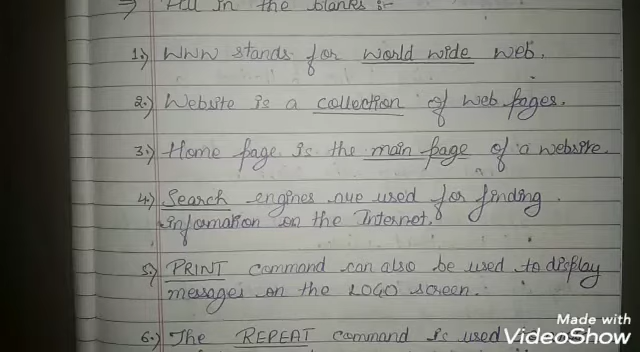 ⇒ Fill in the blanks :-
1.) WWW stands for world wide web.
2.) Website is a collection of web pages.
3.) Home page is the main page of a website.
4.) Search engines are used for finding
information on the Internet.
5.) PRINT command can also be used to display
messages on the LOGO screen.
6.) The REPEAT command is used in
Made with
VideoShow